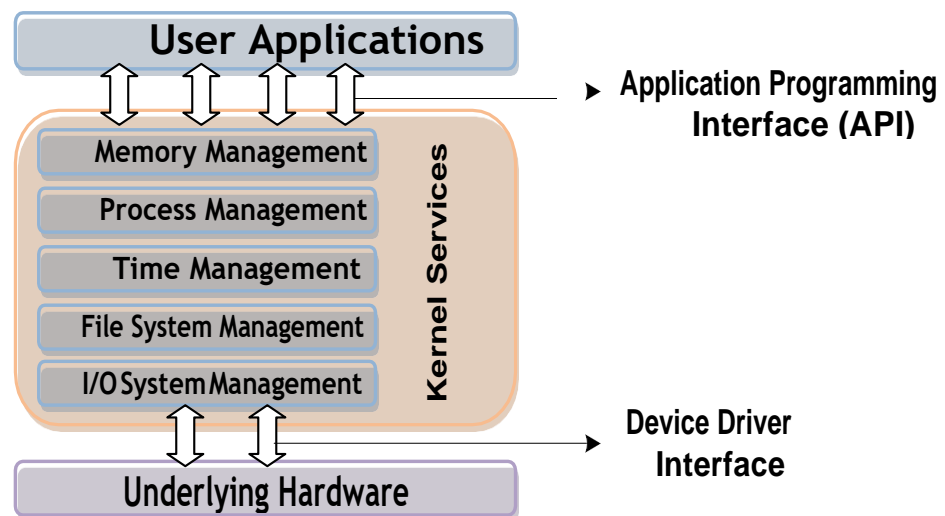 User Applications
Application Programming
Interface (API)
Memory Management
Process Management
Time Management
File System Management
I/O System Management
Kernel Services
Device Driver
Interface
Underlying Hardware